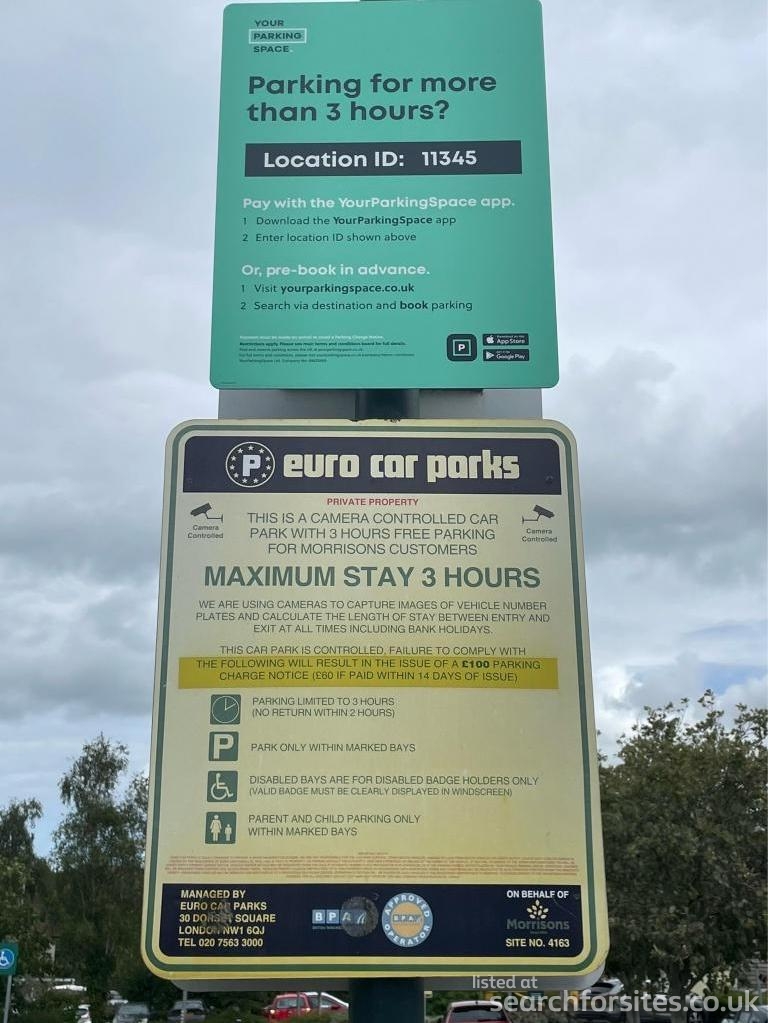 YOUR
PARKING
SPACE.
Parking for more
than 3 hours?
Location ID: 11345
Pay with the YourParkingSpace app.
1 Download the YourParkingSpace app
2 Enter location ID shown above
Or, pre-book in advance.
1 Visit yourparkingspace.co.uk
2 Search via destination and book parking
P
App Store
Google Play
P euro car parks
PRIVATE PROPERTY
Camera
Controlled
THIS IS A CAMERA CONTROLLED CAR
PARK WITH 3 HOURS FREE PARKING
FOR MORRISONS CUSTOMERS
Camera
Controlled
MAXIMUM STAY 3 HOURS
WE ARE USING CAMERAS TO CAPTURE IMAGES OF VEHICLE NUMBER
PLATES AND CALCULATE THE LENGTH OF STAY BETWEEN ENTRY AND
EXIT AT ALL TIMES INCLUDING BANK HOLIDAYS.
THIS CAR PARK IS CONTROLLED, FAILURE TO COMPLY WITH
THE FOLLOWING WILL RESULT IN THE ISSUE OF A £100 PARKING
CHARGE NOTICE (£60 IF PAID WITHIN 14 DAYS OF ISSUE)
PARKING LIMITED TO 3 HOURS
(NO RETURN WITHIN 2 HOURS)
P
PARK ONLY WITHIN MARKED BAYS
DISABLED BAYS ARE FOR DISABLED BADGE HOLDERS ONLY
(VALID BADGE MUST BE CLEARLY DISPLAYED IN WINDSCREEN)
PARENT AND CHILD PARKING ONLY
WITHIN MARKED BAYS
MANAGED BY
EURO CAR PARKS
30 DORSET SQUARE
LONDON NW1 6QJ
TEL 020 7563 3000
BPA
APPROVED
BPA
OPERATOR
ON BEHALF OF
Morrisons
SITE NO. 4163
listed at
searchforsites.co.uk